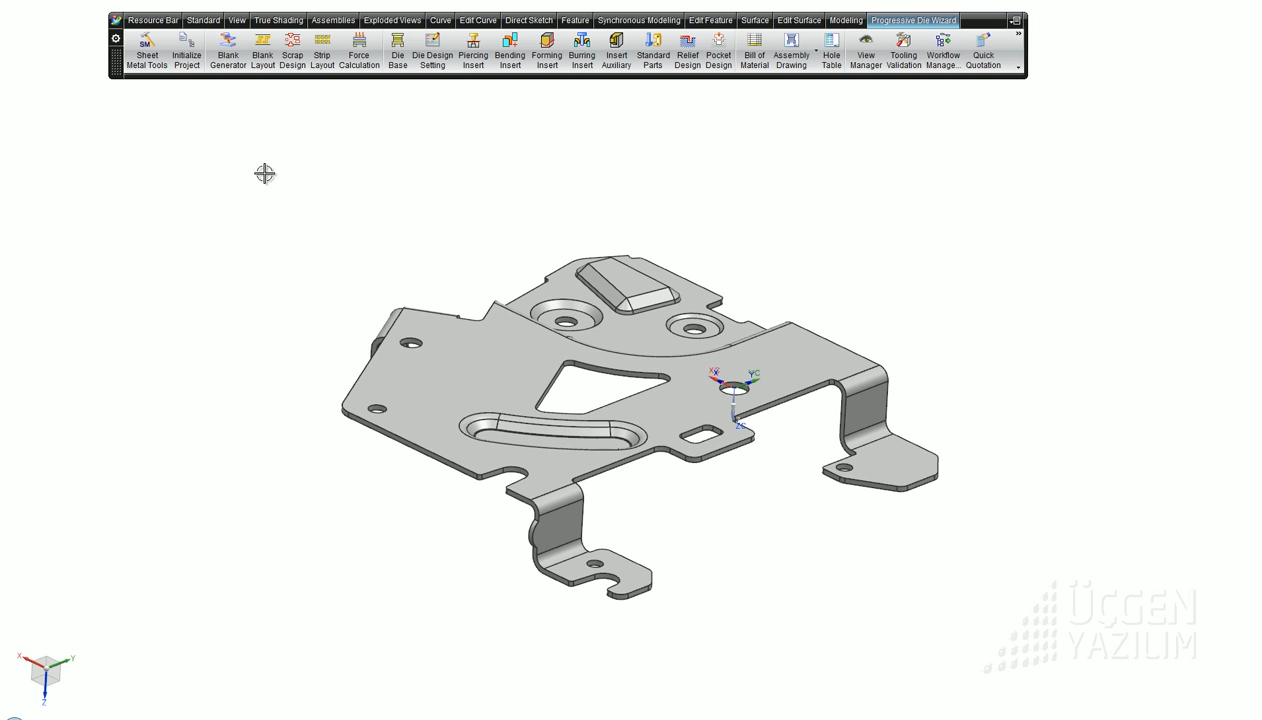 Resource Bar Standard View True Shading Assemblies Exploded Views Curve Edit Curve Direct Sketch Feature Synchronous Modeling Edit Feature Surface Edit Surface Modeling Progressive Die Wizard
SM
Sheet Metal Tools
Initialize Project
Blank Generator
Blank Layout
Scrap Design
Strip Layout
Force Calculation
Die Base
Die Design Setting
Piercing Insert
Bending Insert
Forming Insert
Burring Insert
Insert Auxiliary
Standard Parts
Relief Design
Pocket Design
Bill of Material
Assembly Drawing
Hole Table
View Manager
Tooling Validation
Workflow Manage...
Quick Quotation
YC
ZC
ÜÇGEN
YAZILIM
X
Y
Z